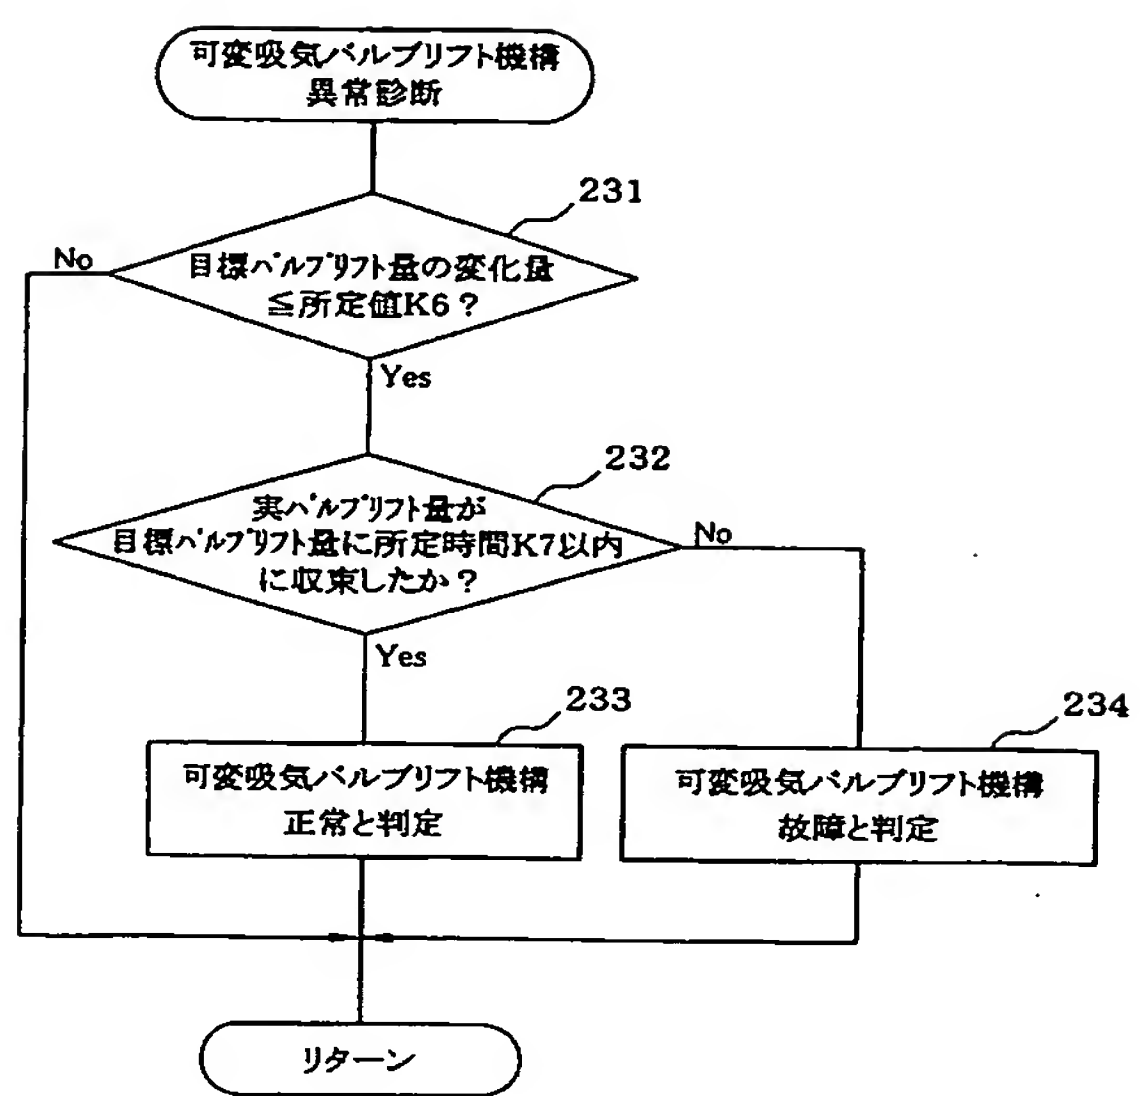 可変吸気バルブリフト機構
異常診断
231
No
目標バルブリフト量の変化量
≦所定値K6？
Yes
232
実バルブリフト量が
目標バルブリフト量に所定時間K7以内
に収束したか？
No
Yes
233
可変吸気バルブリフト機構
正常と判定
234
可変吸気バルブリフト機構
故障と判定
リターン